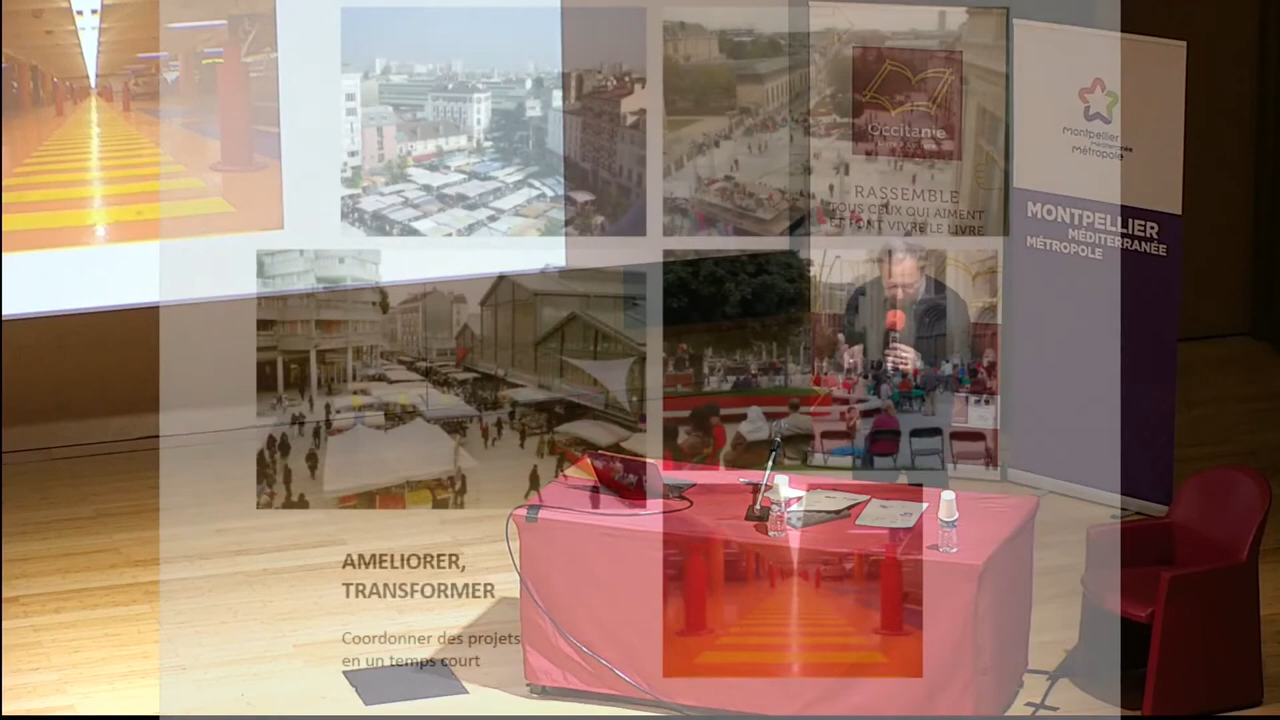 Occitanie
RASSEMBLE
TOUS CEUX QUI AIMENT
ET FONT VIVRE LE LIVRE
montpellier
Méditerranée
métropole
MONTPELLIER
MÉDITERRANÉE
MÉTROPOLE
AMELIORER,
TRANSFORMER
Coordonner des projets
en un temps court